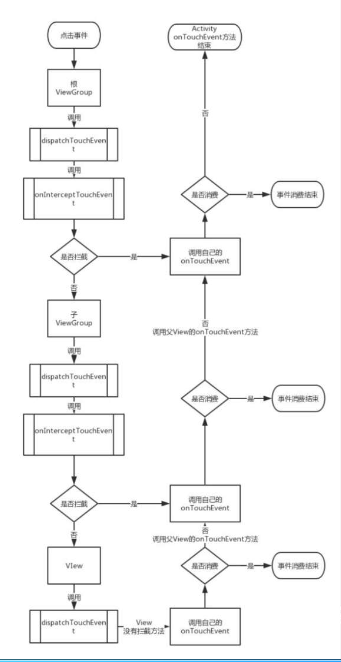 点击事件
Activity
onTouchEvent方法
结束
根
ViewGroup
调用
否
dispatchTouchEven
t
调用
onInterceptTouchEven
t
是否消费
是
事件消费结束
是否拦截
是
调用自己的
onTouchEvent
否
子
ViewGroup
否
调用父View的onTouchEvent方法
调用
dispatchTouchEven
t
调用
是否消费
是
事件消费结束
onInterceptTouchEven
t
是否拦截
是
调用自己的
onTouchEvent
否
否
调用父View的onTouchEvent方法
VIew
是否消费
是
事件消费结束
调用
dispatchTouchEven
t
View
没有拦截方法
调用自己的
onTouchEvent